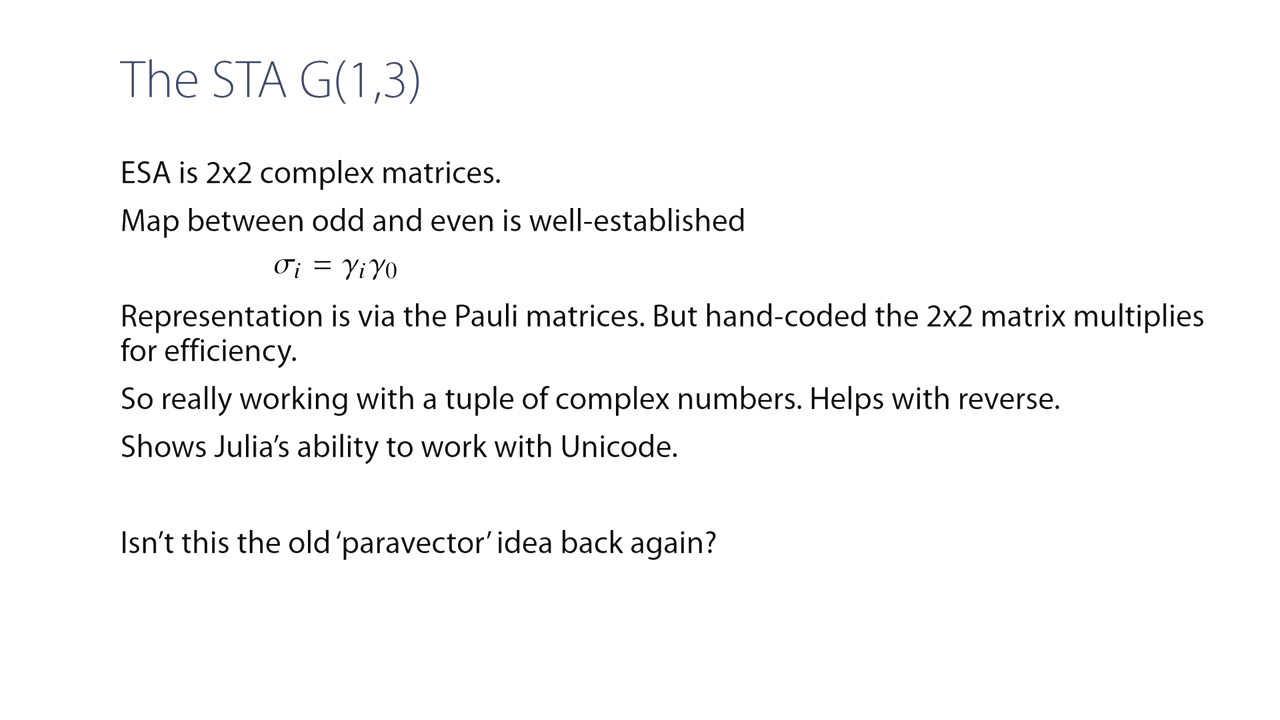 The STA G(1,3)
ESA is 2x2 complex matrices.
Map between odd and even is well-established
σᵢ = γᵢγ₀
Representation is via the Pauli matrices. But hand-coded the 2x2 matrix multiplies
for efficiency.
So really working with a tuple of complex numbers. Helps with reverse.
Shows Julia’s ability to work with Unicode.
Isn’t this the old ‘paravector’ idea back again?